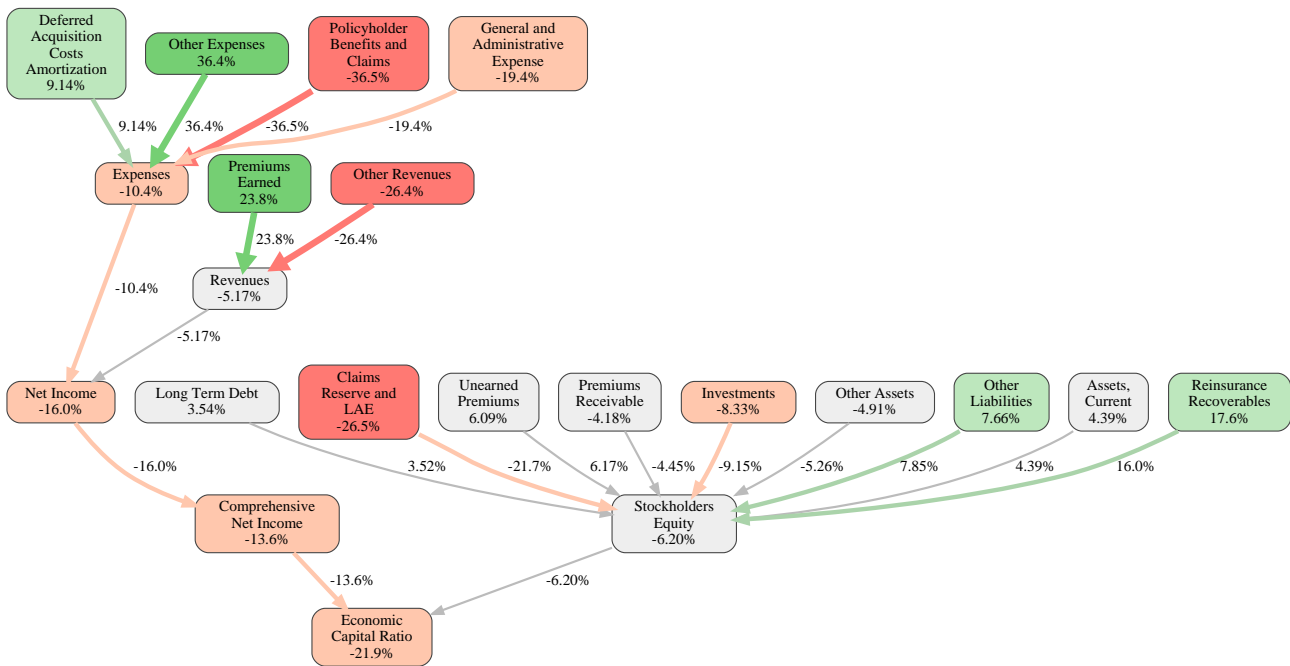 Deferred
Acquisition
Costs
Amortization
9.14%
Other Expenses
36.4%
Policyholder
Benefits and
Claims
-36.5%
General and
Administrative
Expense
-19.4%
9.14%
36.4%
-36.5%
-19.4%
Expenses
-10.4%
Premiums
Earned
23.8%
Other Revenues
-26.4%
23.8%
-26.4%
-10.4%
Revenues
-5.17%
-5.17%
Net Income
-16.0%
Long Term Debt
3.54%
Claims
Reserve and
LAE
-26.5%
Unearned
Premiums
6.09%
Premiums
Receivable
-4.18%
Investments
-8.33%
Other Assets
-4.91%
Other
Liabilities
7.66%
Assets,
Current
4.39%
Reinsurance
Recoverables
17.6%
-16.0%
3.52%
-21.7%
6.17%
-4.45%
-9.15%
-5.26%
7.85%
4.39%
16.0%
Comprehensive
Net Income
-13.6%
Stockholders
Equity
-6.20%
-13.6%
-6.20%
Economic
Capital Ratio
-21.9%